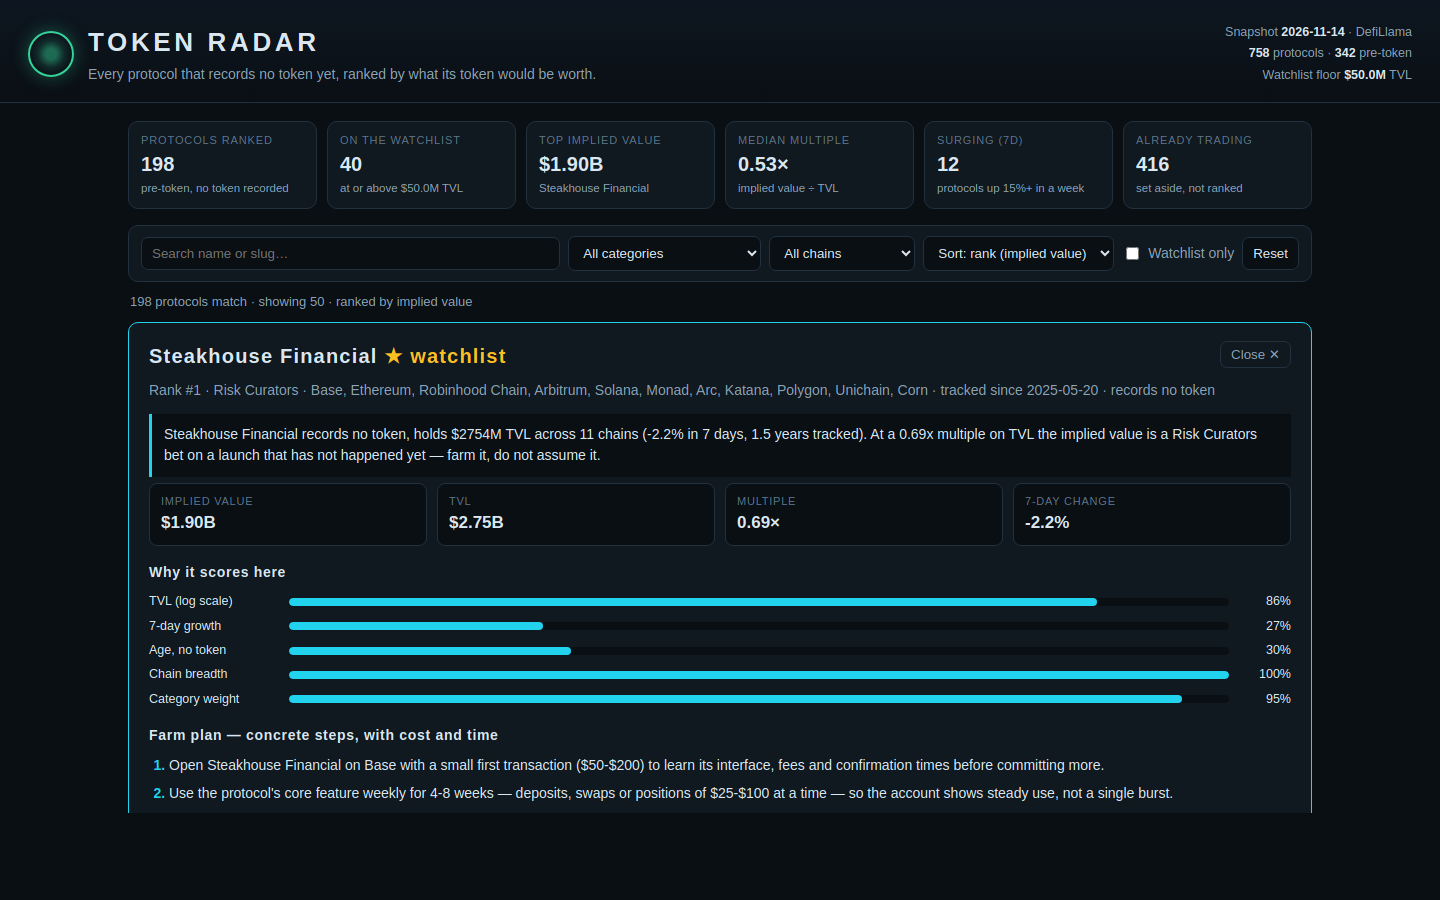 TOKEN RADAR
Every protocol that records no token yet, ranked by what its token would be worth.
Snapshot 2026-11-14 · DefiLlama
758 protocols · 342 pre-token
Watchlist floor $50.0M TVL
PROTOCOLS RANKED
198
pre-token, no token recorded
ON THE WATCHLIST
40
at or above $50.0M TVL
TOP IMPLIED VALUE
$1.90B
Steakhouse Financial
MEDIAN MULTIPLE
0.53×
implied value ÷ TVL
SURGING (7D)
12
protocols up 15%+ in a week
ALREADY TRADING
416
set aside, not ranked
Search name or slug…
All categories
All chains
Sort: rank (implied value)
Watchlist only
Reset
198 protocols match · showing 50 · ranked by implied value
Steakhouse Financial ★ watchlist
Close ✕
Rank #1 · Risk Curators · Base, Ethereum, Robinhood Chain, Arbitrum, Solana, Monad, Arc, Katana, Polygon, Unichain, Corn · tracked since 2025-05-20 · records no token
Steakhouse Financial records no token, holds $2754M TVL across 11 chains (-2.2% in 7 days, 1.5 years tracked). At a 0.69x multiple on TVL the implied value is a Risk Curators
bet on a launch that has not happened yet — farm it, do not assume it.
IMPLIED VALUE
$1.90B
TVL
$2.75B
MULTIPLE
0.69×
7-DAY CHANGE
-2.2%
Why it scores here
TVL (log scale) 86%
7-day growth 27%
Age, no token 30%
Chain breadth 100%
Category weight 95%
Farm plan — concrete steps, with cost and time
1. Open Steakhouse Financial on Base with a small first transaction ($50-$200) to learn its interface, fees and confirmation times before committing more.
2. Use the protocol's core feature weekly for 4-8 weeks — deposits, swaps or positions of $25-$100 at a time — so the account shows steady use, not a single burst.